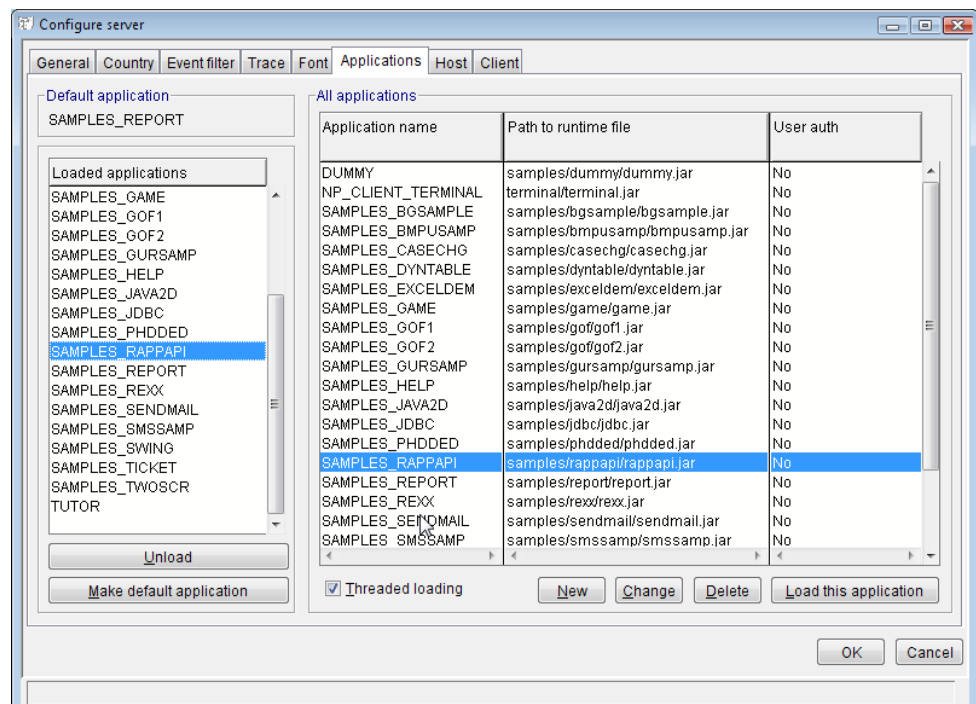 Configure server
General Country Event filter Trace Font Applications Host Client
Default application
SAMPLES_REPORT
Loaded applications
SAMPLES_GAME
SAMPLES_GOF1
SAMPLES_GOF2
SAMPLES_GURSAMP
SAMPLES_HELP
SAMPLES_JAVA2D
SAMPLES_JDBC
SAMPLES_PHDDED
SAMPLES_RAPPAPI
SAMPLES_REPORT
SAMPLES_REXX
SAMPLES_SENDMAIL
SAMPLES_SMSSAMP
SAMPLES_SWING
SAMPLES_TICKET
SAMPLES_TWOSCR
TUTOR
Unload
Make default application
All applications
Application name Path to runtime file User auth
DUMMY samples/dummy/dummy.jar No
NP_CLIENT_TERMINAL terminal/terminal.jar No
SAMPLES_BGSAMPLE samples/bgsample/bgsample.jar No
SAMPLES_BMPUSAMP samples/bmpusamp/bmpusamp.jar No
SAMPLES_CASECHG samples/casechg/casechg.jar No
SAMPLES_DYNTABLE samples/dyntable/dyntable.jar No
SAMPLES_EXCELDEM samples/exceldem/exceldem.jar No
SAMPLES_GAME samples/game/game.jar No
SAMPLES_GOF1 samples/gof/gof1.jar No
SAMPLES_GOF2 samples/gof/gof2.jar No
SAMPLES_GURSAMP samples/gursamp/gursamp.jar No
SAMPLES_HELP samples/help/help.jar No
SAMPLES_JAVA2D samples/java2d/java2d.jar No
SAMPLES_JDBC samples/jdbc/jdbc.jar No
SAMPLES_PHDDED samples/phdded/phdded.jar No
SAMPLES_RAPPAPI samples/rappapi/rappapi.jar No
SAMPLES_REPORT samples/report/report.jar No
SAMPLES_REXX samples/rexx/rexx.jar No
SAMPLES_SENDMAIL samples/sendmail/sendmail.jar No
SAMPLES_SMSSAMP samples/smssamp/smssamp.jar No
Threaded loading New Change Delete Load this application
OK Cancel